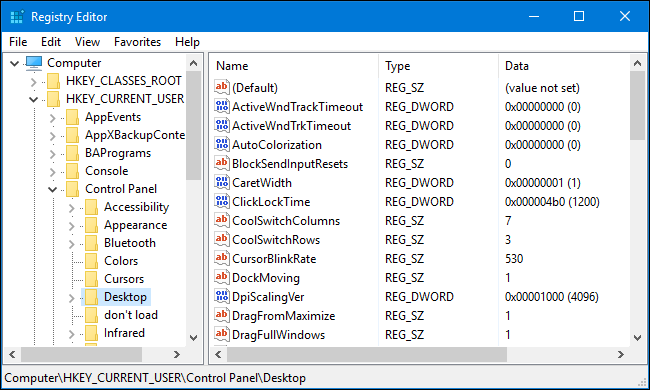 Registry Editor
File Edit View Favorites Help
Computer
HKEY_CLASSES_ROOT
HKEY_CURRENT_USER
AppEvents
AppXBackupConte
BAPrograms
Console
Control Panel
Accessibility
Appearance
Bluetooth
Colors
Cursors
Desktop
don't load
Infrared
Name Type Data
(Default) REG_SZ (value not set)
ActiveWndTrackTimeout REG_DWORD 0x00000000 (0)
ActiveWndTrkTimeout REG_DWORD 0x00000000 (0)
AutoColorization REG_DWORD 0x00000000 (0)
BlockSendInputResets REG_SZ 0
CaretWidth REG_DWORD 0x00000001 (1)
ClickLockTime REG_DWORD 0x000004b0 (1200)
CoolSwitchColumns REG_SZ 7
CoolSwitchRows REG_SZ 3
CursorBlinkRate REG_SZ 530
DockMoving REG_SZ 1
DpiScalingVer REG_DWORD 0x00001000 (4096)
DragFromMaximize REG_SZ 1
DragFullWindows REG_SZ 1
Computer\HKEY_CURRENT_USER\Control Panel\Desktop